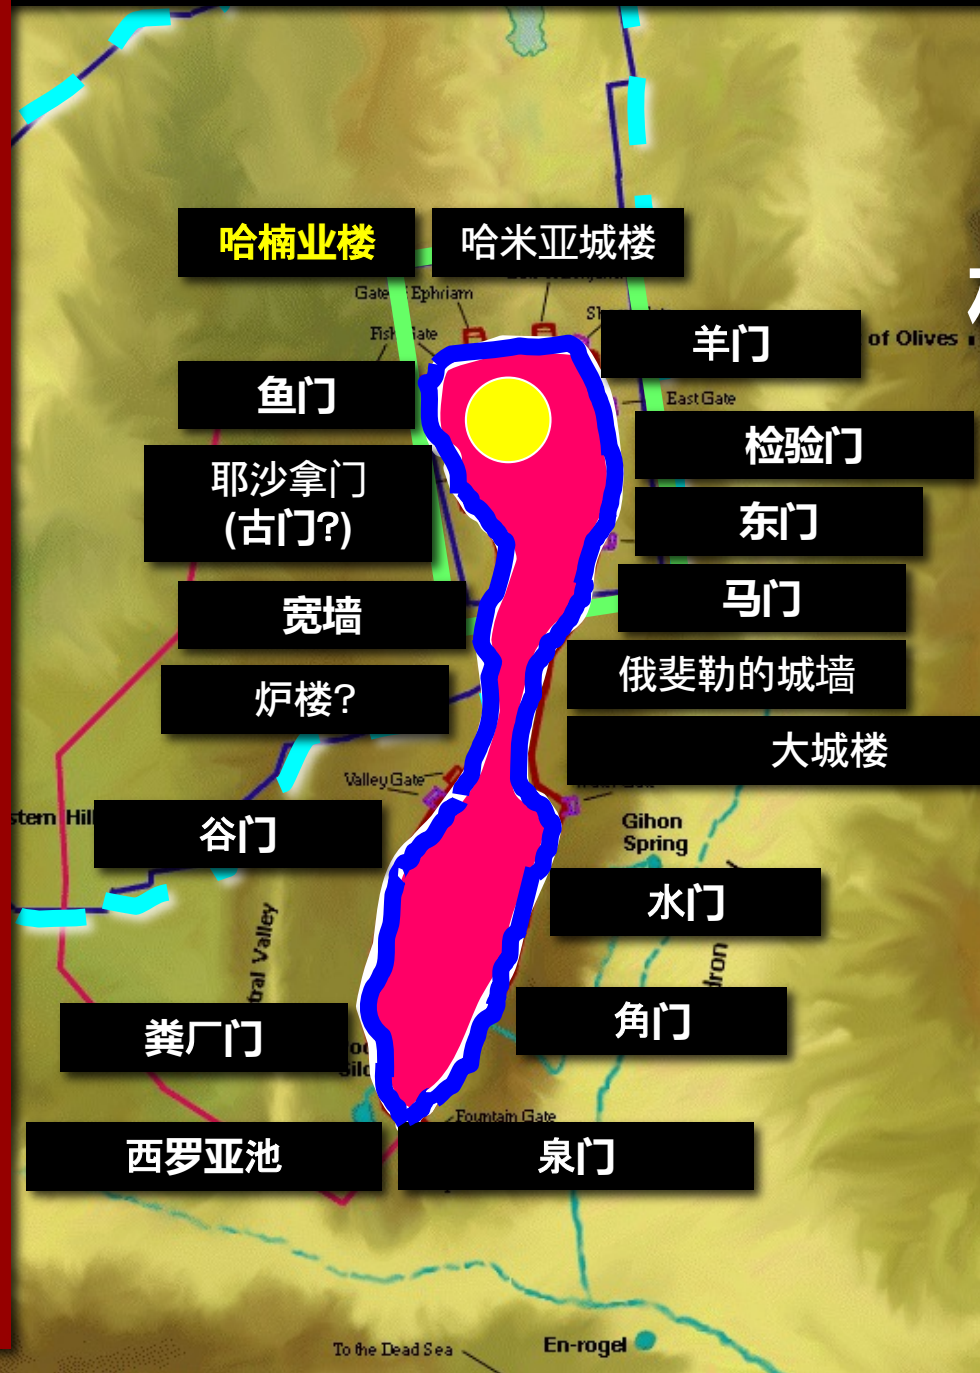 哈楠业楼
哈米亚城楼
Gate
Ephriam
Fish Gate
羊门
of Olives
鱼门
East Gate
检验门
耶沙拿门
(古门?)
东门
宽墙
马门
俄斐勒的城墙
炉楼?
大城楼
Valley Gate
stern Hill
谷门
Gihon
Spring
水门
Valley
粪厂门
角门
Fountain Gate
西罗亚池
泉门
En-rogel
To the Dead Sea